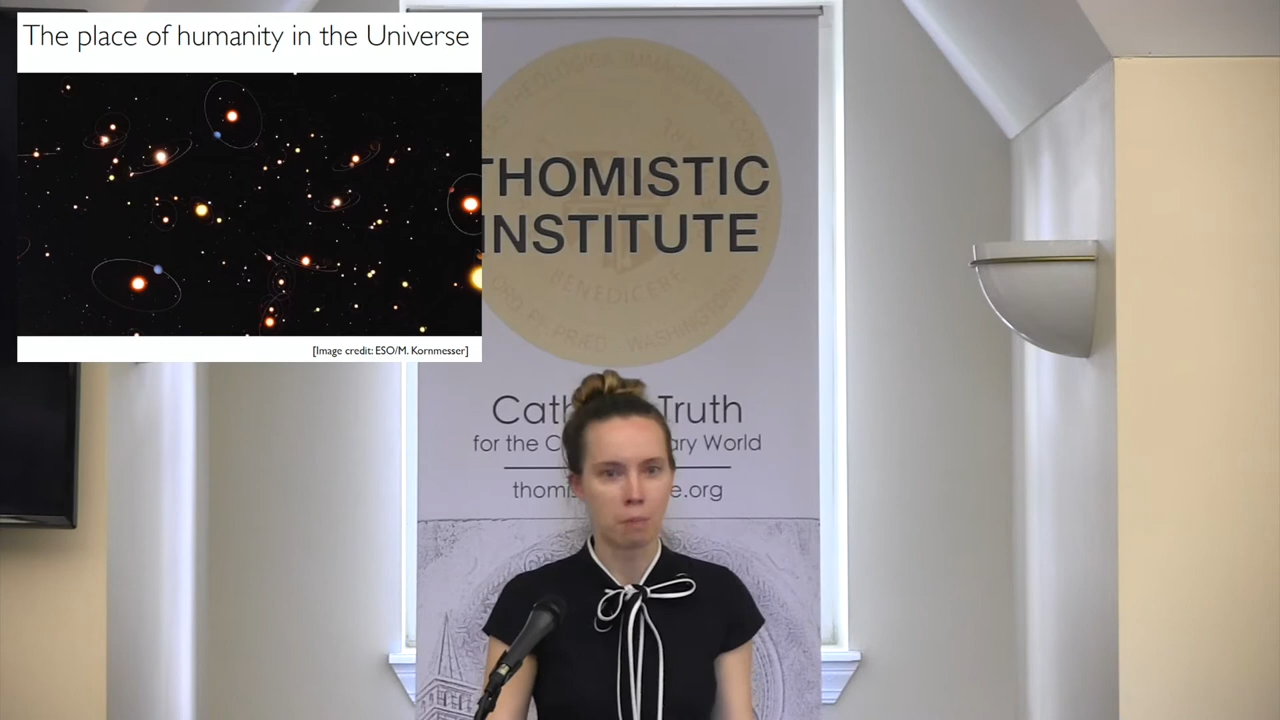 The place of humanity in the Universe
[Image credit: ESO/M. Kornmesser]
THOMISTIC
INSTITUTE
BENEDICERE
Truth
for the
ary World
thomis
e.org